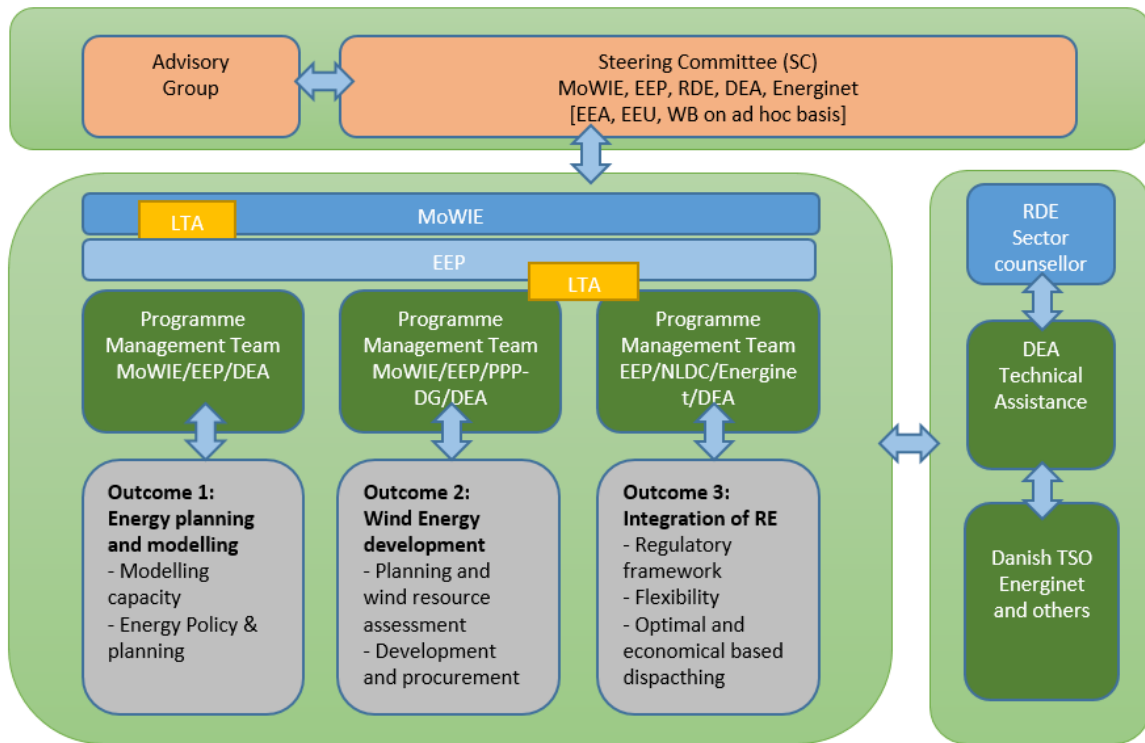 Advisory
Group
Steering Committee (SC)
MoWIE, EEP, RDE, DEA, Energinet
[EEA, EEU, WB on ad hoc basis]
MoWIE
LTA
EEP
LTA
Programme
Management Team
MoWIE/EEP/DEA
Programme
Management Team
MoWIE/EEP/PPP-
DG/DEA
Programme
Management Team
EEP/NLDC/Energine
t/DEA
Outcome 1:
Energy planning
and modelling
- Modelling
capacity
- Energy Policy &
planning
Outcome 2:
Wind Energy
development
- Planning and
wind resource
assessment
- Development
and procurement
Outcome 3:
Integration of RE
- Regulatory
framework
- Flexibility
- Optimal and
economical based
dispacthing
RDE
Sector
counsellor
DEA
Technical
Assistance
Danish TSO
Energinet
and others